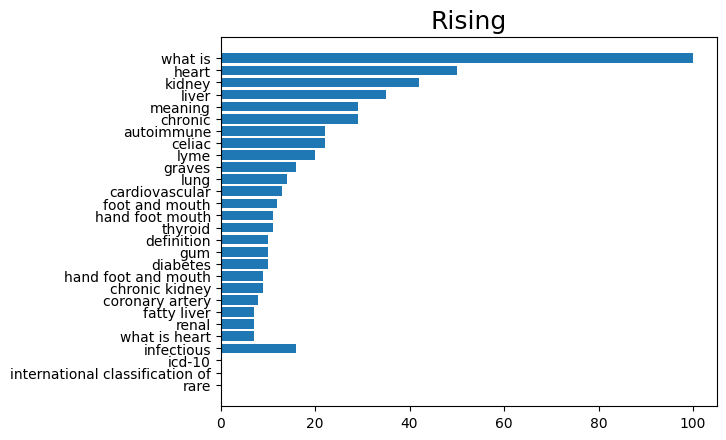 Rising
what is
heart
kidney
liver
meaning
chronic
autoimmune
celiac
lyme
graves
lung
cardiovascular
foot and mouth
hand foot mouth
thyroid
definition
gum
diabetes
hand foot and mouth
chronic kidney
coronary artery
fatty liver
renal
what is heart
infectious
icd-10
international classification of
rare
0 20 40 60 80 100